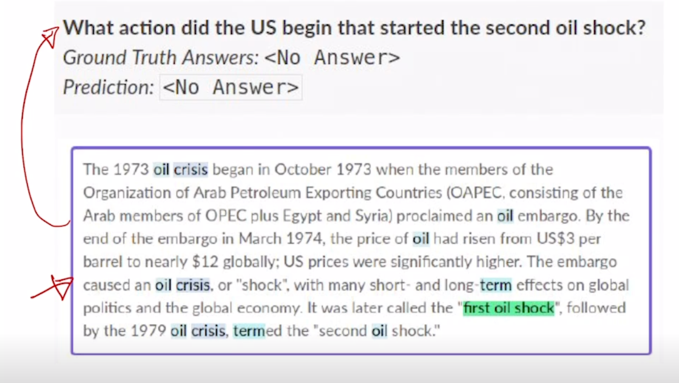 What action did the US begin that started the second oil shock?
Ground Truth Answers: <No Answer>
Prediction: <No Answer>
The 1973 oil crisis began in October 1973 when the members of the
Organization of Arab Petroleum Exporting Countries (OAPEC, consisting of the
Arab members of OPEC plus Egypt and Syria) proclaimed an oil embargo. By the
end of the embargo in March 1974, the price of oil had risen from US$3 per
barrel to nearly $12 globally; US prices were significantly higher. The embargo
caused an oil crisis, or "shock", with many short- and long-term effects on global
politics and the global economy. It was later called the "first oil shock", followed
by the 1979 oil crisis, termed the "second oil shock."